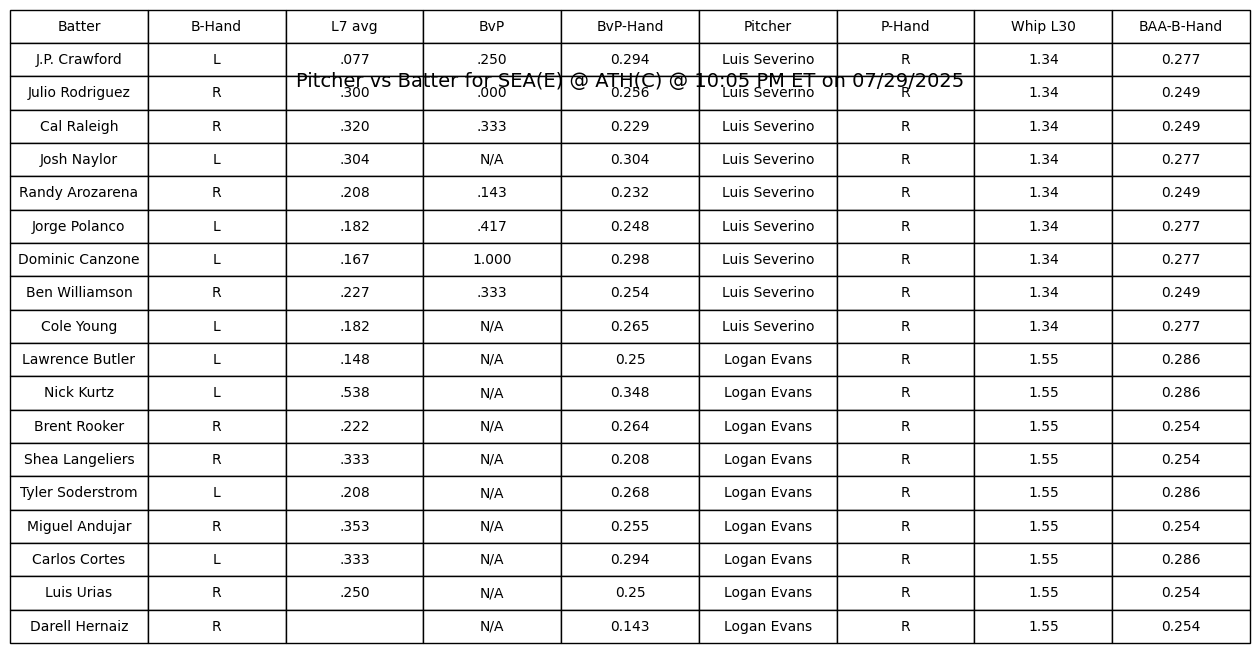 Batter B-Hand L7 avg BvP BvP-Hand Pitcher P-Hand Whip L30 BAA-B-Hand
J.P. Crawford L .077 .250 0.294 Luis Severino R 1.34 0.277
Pitcher vs Batter for SEA(E) @ ATH(C) @ 10:05 PM ET on 07/29/2025
Julio Rodriguez R .300 .000 0.256 Luis Severino R 1.34 0.249
Cal Raleigh R .320 .333 0.229 Luis Severino R 1.34 0.249
Josh Naylor L .304 N/A 0.304 Luis Severino R 1.34 0.277
Randy Arozarena R .208 .143 0.232 Luis Severino R 1.34 0.249
Jorge Polanco L .182 .417 0.248 Luis Severino R 1.34 0.277
Dominic Canzone L .167 1.000 0.298 Luis Severino R 1.34 0.277
Ben Williamson R .227 .333 0.254 Luis Severino R 1.34 0.249
Cole Young L .182 N/A 0.265 Luis Severino R 1.34 0.277
Lawrence Butler L .148 N/A 0.25 Logan Evans R 1.55 0.286
Nick Kurtz L .538 N/A 0.348 Logan Evans R 1.55 0.286
Brent Rooker R .222 N/A 0.264 Logan Evans R 1.55 0.254
Shea Langeliers R .333 N/A 0.208 Logan Evans R 1.55 0.254
Tyler Soderstrom L .208 N/A 0.268 Logan Evans R 1.55 0.286
Miguel Andujar R .353 N/A 0.255 Logan Evans R 1.55 0.254
Carlos Cortes L .333 N/A 0.294 Logan Evans R 1.55 0.286
Luis Urias R .250 N/A 0.25 Logan Evans R 1.55 0.254
Darell Hernaiz R N/A 0.143 Logan Evans R 1.55 0.254